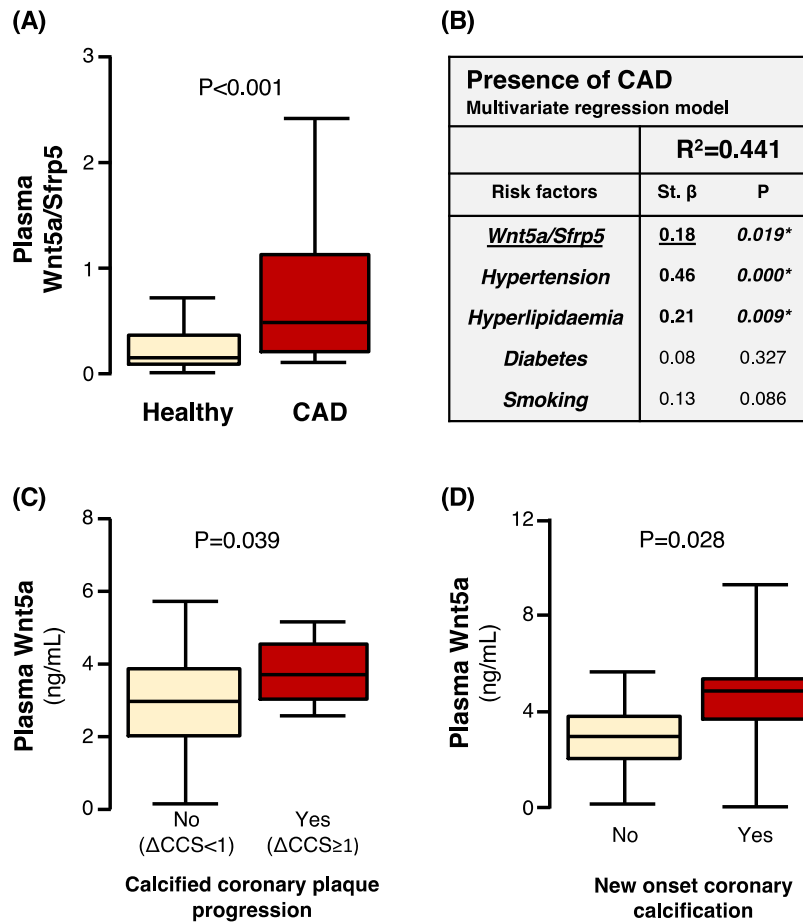 (A)
3
2
1
0
P<0.001
Plasma
Wnt5a/Sfrp5
Healthy CAD
(B)
Presence of CAD
Multivariate regression model
R²=0.441
Risk factors St. β P
Wnt5a/Sfrp5 0.18 0.019*
Hypertension 0.46 0.000*
Hyperlipidaemia 0.21 0.009*
Diabetes 0.08 0.327
Smoking 0.13 0.086
(C)
8
6
4
2
0
P=0.039
Plasma Wnt5a
(ng/mL)
No Yes
(ΔCCS<1) (ΔCCS≥1)
Calcified coronary plaque
progression
(D)
12
8
4
0
P=0.028
Plasma Wnt5a
(ng/mL)
No Yes
New onset coronary
calcification